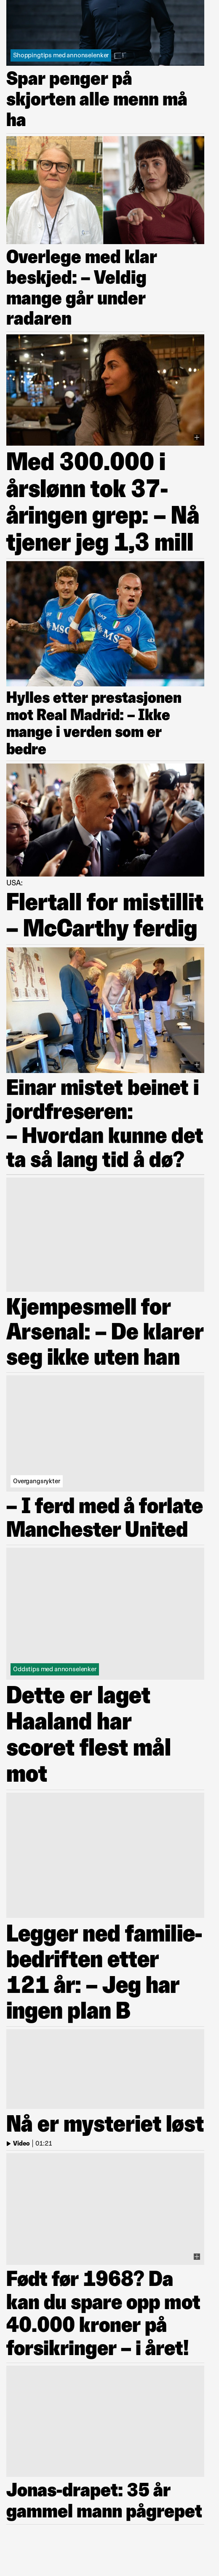 Shoppingtips med annonselenker
Spar penger på
skjorten alle menn må
ha
Overlege med klar
beskjed: – Veldig
mange går under
radaren
Med 300.000 i
årslønn tok 37-
åringen grep: – Nå
tjener jeg 1,3 mill
MSC
MSC
Hylles etter prestasjonen
mot Real Madrid: – Ikke
mange i verden som er
bedre
USA:
Flertall for mistillit
– McCarthy ferdig
Einar mistet beinet i
jordfreseren:
– Hvordan kunne det
ta så lang tid å dø?
Kjempesmell for
Arsenal: – De klarer
seg ikke uten han
Overgangsrykter
– I ferd med å forlate
Manchester United
Oddstips med annonselenker
Dette er laget
Haaland har
scoret flest mål
mot
Legger ned familie-
bedriften etter
121 år: – Jeg har
ingen plan B
Nå er mysteriet løst
Video | 01:21
Født før 1968? Da
kan du spare opp mot
40.000 kroner på
forsikringer – i året!
Jonas-drapet: 35 år
gammel mann pågrepet